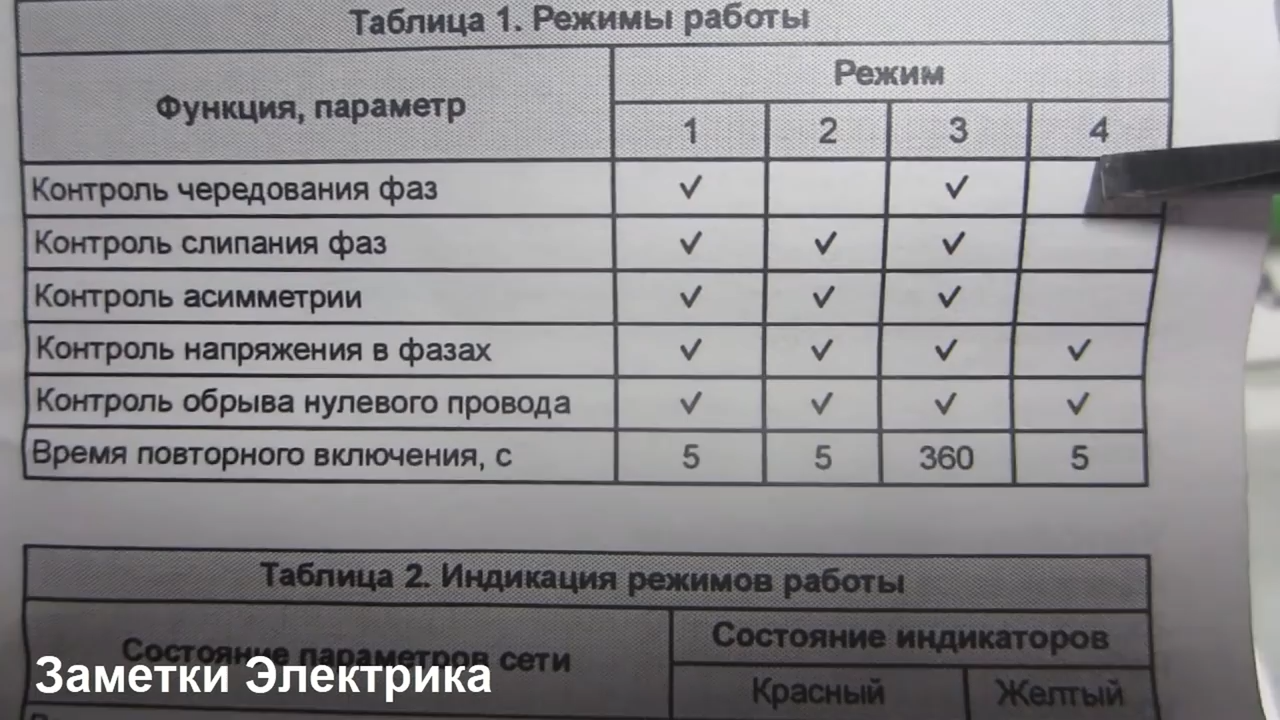 Таблица 1. Режимы работы
Функция, параметр Режим
1 2 3 4
Контроль чередования фаз ✓ ✓
Контроль слипания фаз ✓ ✓ ✓
Контроль асимметрии ✓ ✓ ✓
Контроль напряжения в фазах ✓ ✓ ✓ ✓
Контроль обрыва нулевого провода ✓ ✓ ✓ ✓
Время повторного включения, с 5 5 360 5
Таблица 2. Индикация режимов работы
Состояние параметров сети Состояние индикаторов
Красный Желтый
Заметки Электрика